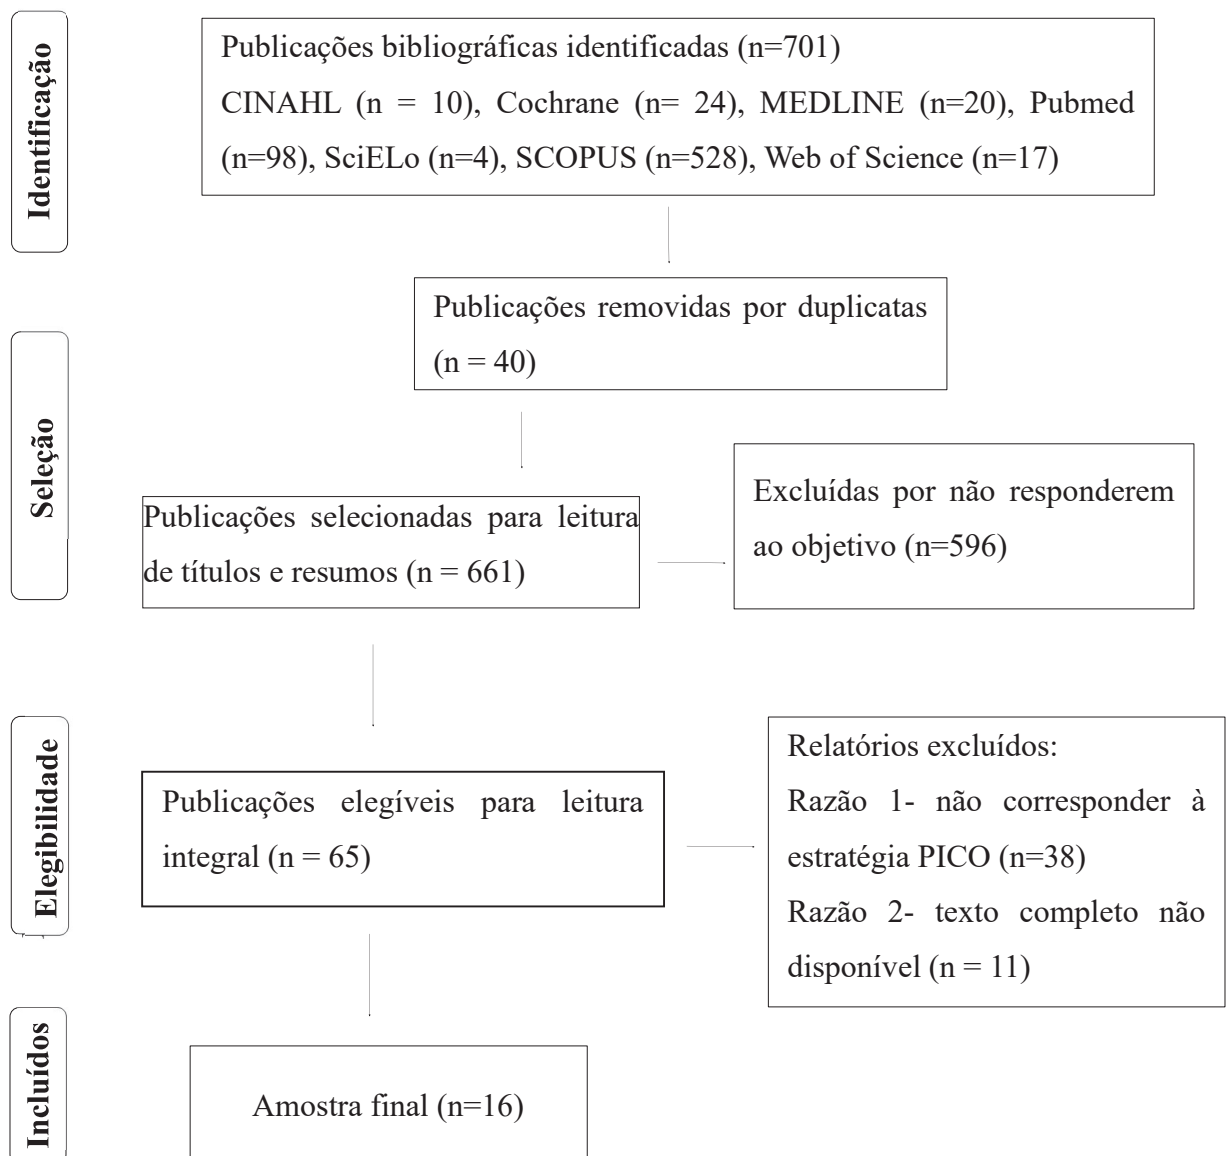 Identificação
Publicações bibliográficas identificadas (n=701)
CINAHL (n = 10), Cochrane (n= 24), MEDLINE (n=20), Pubmed
(n=98), SciELo (n=4), SCOPUS (n=528), Web of Science (n=17)
Publicações removidas por duplicatas
(n = 40)
Seleção
Publicações selecionadas para leitura
de títulos e resumos (n = 661)
Excluídas por não responderem
ao objetivo (n=596)
Elegibilidade
Publicações elegíveis para leitura
integral (n = 65)
Relatórios excluídos:
Razão 1- não corresponder à
estratégia PICO (n=38)
Razão 2- texto completo não
disponível (n = 11)
Incluídos
Amostra final (n=16)